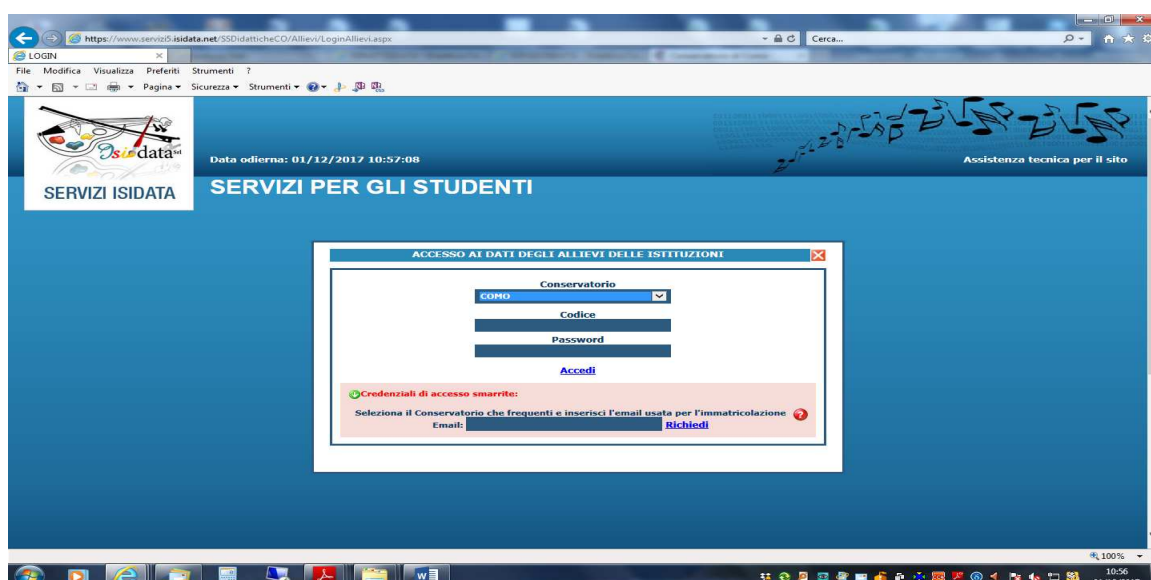 https://www.servizi5.isidata.net/SSDidatticheCO/Allievi/LoginAllievi.aspx
Cerca...
LOGIN
File Modifica Visualizza Preferiti Strumenti ?
Pagina Sicurezza Strumenti
Isidata srl
Data odierna: 01/12/2017 10:57:08
Assistenza tecnica per il sito
SERVIZI ISIDATA
SERVIZI PER GLI STUDENTI
ACCESSO AI DATI DEGLI ALLIEVI DELLE ISTITUZIONI
Conservatorio
COMO
Codice
Password
Accedi
Credenziali di accesso smarrite:
Seleziona il Conservatorio che frequenti e inserisci l'email usata per l'immatricolazione
Email: Richiedi
100%
10:56